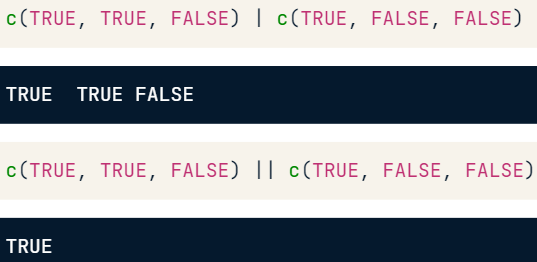 c(TRUE, TRUE, FALSE) | c(TRUE, FALSE, FALSE)
TRUE  TRUE FALSE
c(TRUE, TRUE, FALSE) || c(TRUE, FALSE, FALSE)
TRUE